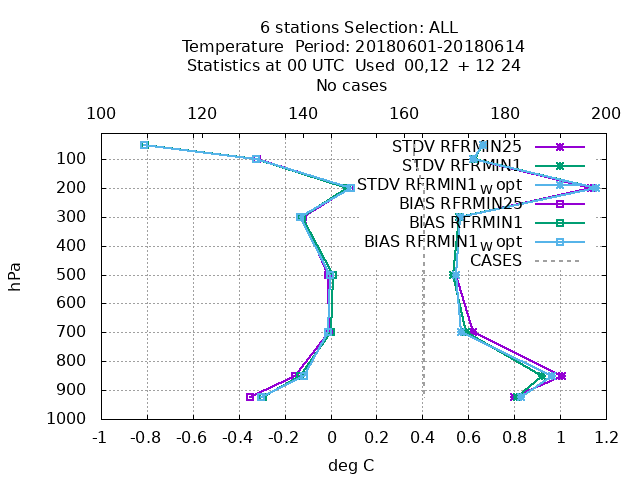 6 stations Selection: ALL
Temperature  Period: 20180601-20180614
Statistics at 00 UTC  Used  00,12  + 12 24
No cases
100 120 140 160 180 200
STDV RFRMIN25
STDV RFRMIN1
STDV RFRMIN1w opt
BIAS RFRMIN25
BIAS RFRMIN1
BIAS RFRMIN1w opt
CASES
100
200
300
400
500
600
700
800
900
1000
hPa
-1 -0.8 -0.6 -0.4 -0.2 0 0.2 0.4 0.6 0.8 1 1.2
deg C